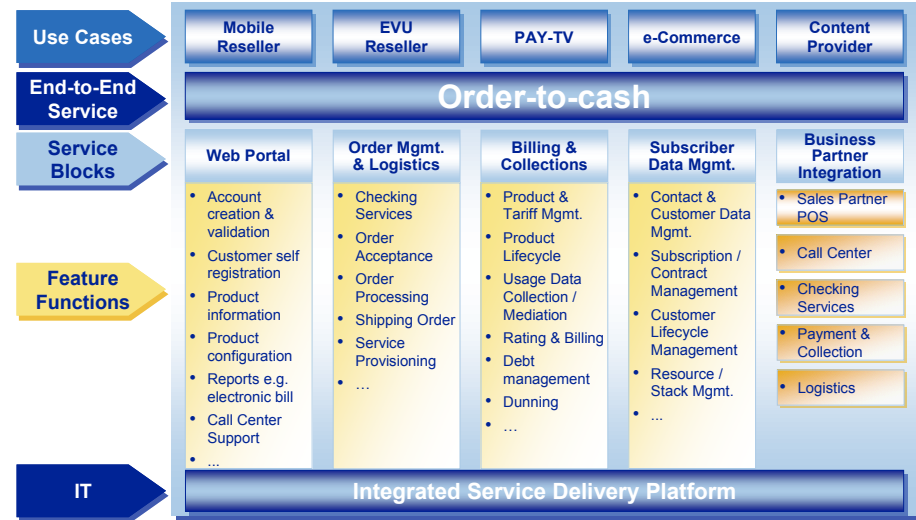 Use Cases
Mobile
Reseller
EVU
Reseller
PAY-TV
e-Commerce
Content
Provider
End-to-End
Service
Order-to-cash
Service
Blocks
Web Portal
Order Mgmt.
& Logistics
Billing &
Collections
Subscriber
Data Mgmt.
Business
Partner
Integration
Feature
Functions
• Account
creation &
validation
• Customer self
registration
• Product
information
• Product
configuration
• Reports e.g.
electronic bill
• Call Center
Support
• ...
• Checking
Services
• Order
Acceptance
• Order
Processing
• Shipping Order
• Service
Provisioning
• …
• Product &
Tariff Mgmt.
• Product
Lifecycle
• Usage Data
Collection /
Mediation
• Rating & Billing
• Debt
management
• Dunning
• …
• Contact &
Customer Data
Mgmt.
• Subscription /
Contract
Management
• Customer
Lifecycle
Management
• Resource /
Stack Mgmt.
• ...
• Sales Partner
POS
• Call Center
• Checking
Services
• Payment &
Collection
• Logistics
IT
Integrated Service Delivery Platform